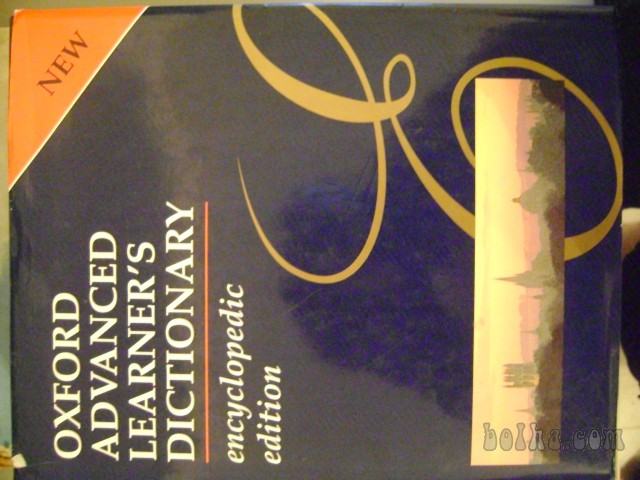 NEW
OXFORD
ADVANCED
LEARNER'S
DICTIONARY
encyclopedic
edition
bolha.com